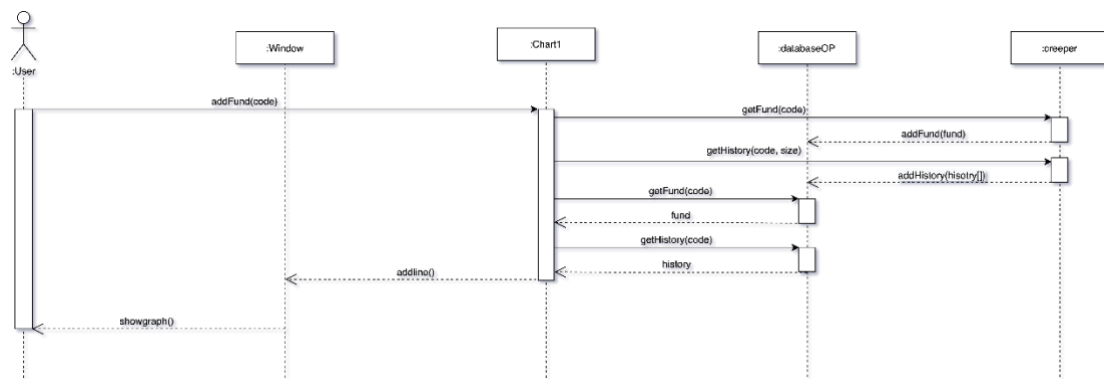 :User
:Window
:Chart1
:databaseOP
:creeper
addFund(code)
getFund(code)
addFund(fund)
getHistory(code, size)
addHistory(hisotry[])
getFund(code)
fund
getHistory(code)
history
addline()
showgraph()